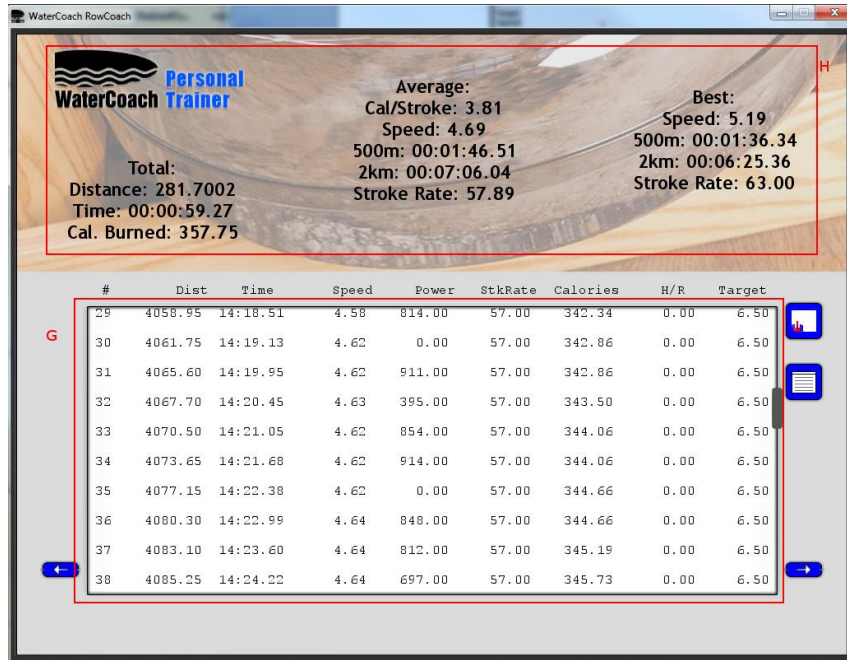 WaterCoach RowCoach
H
Personal
WaterCoach Trainer
Total:
Distance: 281.7002
Time: 00:00:59.27
Cal. Burned: 357.75
Average:
Cal/Stroke: 3.81
Speed: 4.69
500m: 00:01:46.51
2km: 00:07:06.04
Stroke Rate: 57.89
Best:
Speed: 5.19
500m: 00:01:36.34
2km: 00:06:25.36
Stroke Rate: 63.00
# Dist Time Speed Power StkRate Calories H/R Target
G
29 4058.95 14:18.51 4.58 814.00 57.00 342.34 0.00 6.50
30 4061.75 14:19.13 4.62 0.00 57.00 342.86 0.00 6.50
31 4065.60 14:19.95 4.62 911.00 57.00 342.86 0.00 6.50
32 4067.70 14:20.45 4.63 395.00 57.00 343.50 0.00 6.50
33 4070.50 14:21.05 4.62 854.00 57.00 344.06 0.00 6.50
34 4073.65 14:21.68 4.62 914.00 57.00 344.06 0.00 6.50
35 4077.15 14:22.38 4.62 0.00 57.00 344.66 0.00 6.50
36 4080.30 14:22.99 4.64 848.00 57.00 344.66 0.00 6.50
37 4083.10 14:23.60 4.64 812.00 57.00 345.19 0.00 6.50
38 4085.25 14:24.22 4.64 697.00 57.00 345.73 0.00 6.50